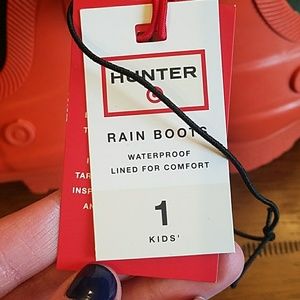 HUNTER
RAIN BOOTS
WATERPROOF
LINED FOR COMFORT
1
KIDS'